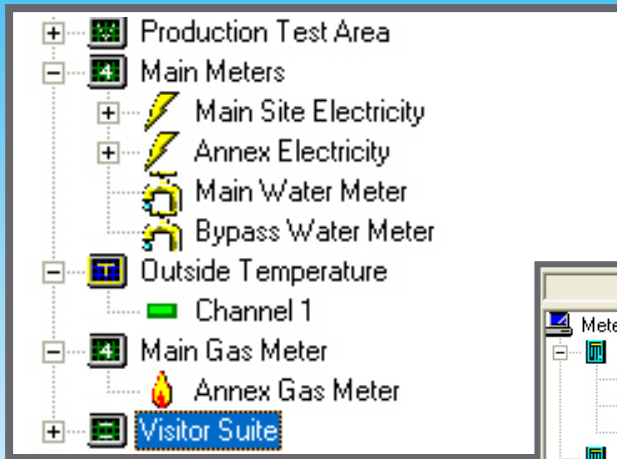 Production Test Area
Main Meters
Main Site Electricity
Annex Electricity
Main Water Meter
Bypass Water Meter
Outside Temperature
Channel 1
Main Gas Meter
Annex Gas Meter
Visitor Suite